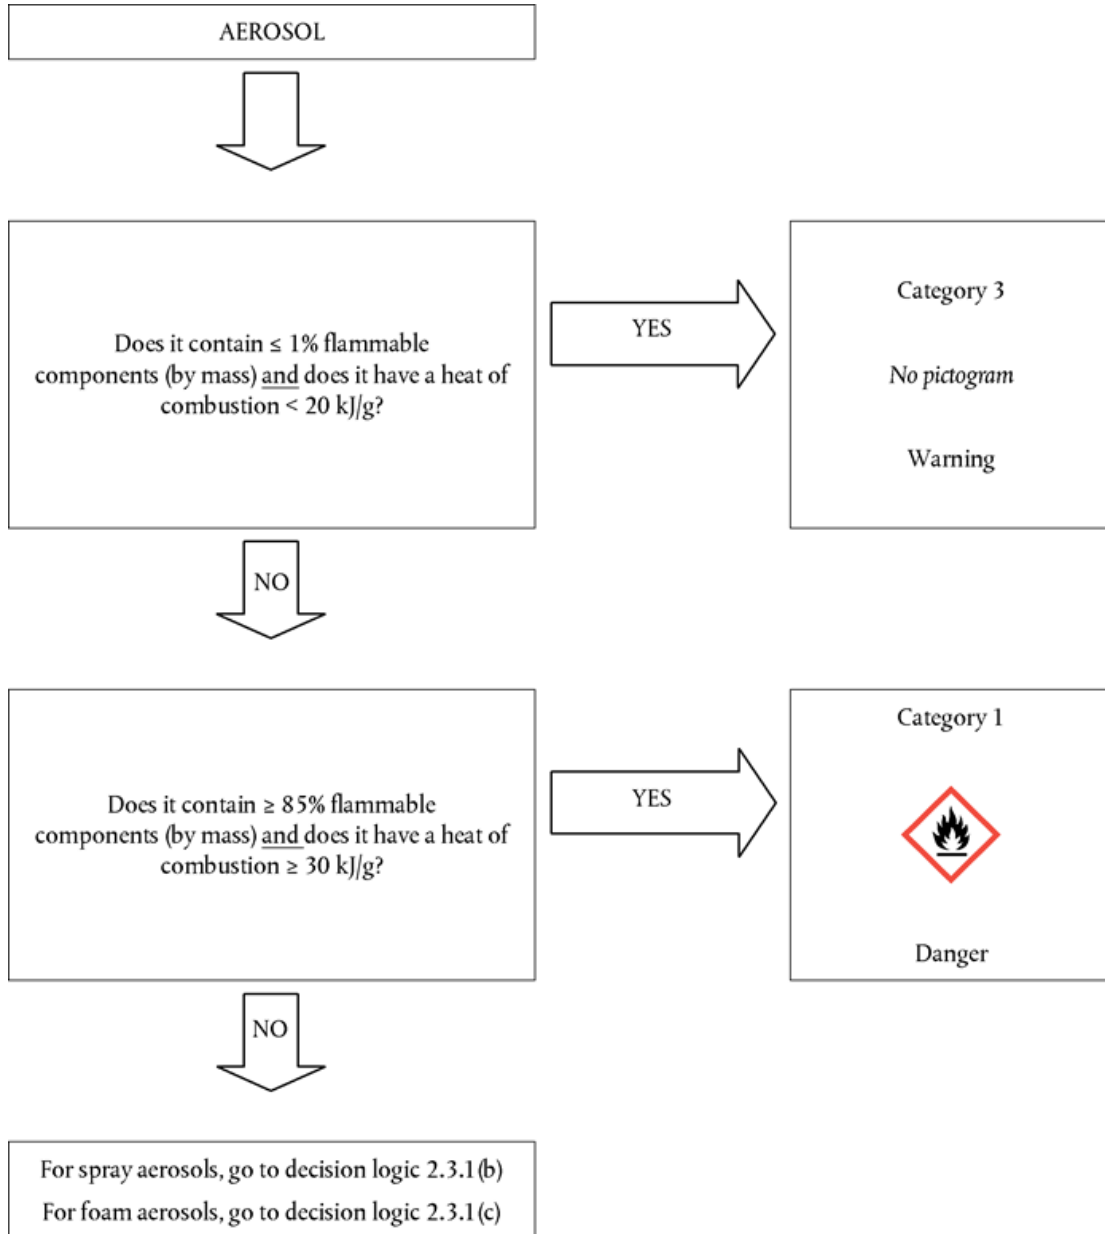 AEROSOL
Does it contain ≤ 1% flammable
components (by mass) and does it have a heat of
combustion < 20 kJ/g?
YES
Category 3
No pictogram
Warning
NO
Does it contain ≥ 85% flammable
components (by mass) and does it have a heat of
combustion ≥ 30 kJ/g?
YES
Category 1
Danger
NO
For spray aerosols, go to decision logic 2.3.1(b)
For foam aerosols, go to decision logic 2.3.1(c)